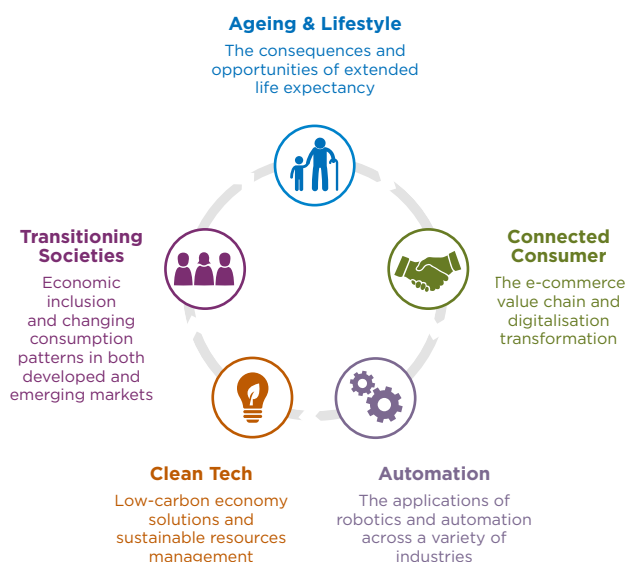 Ageing & Lifestyle
The consequences and
opportunities of extended
life expectancy
Transitioning
Societies
Economic
inclusion
and changing
consumption
patterns in both
developed and
emerging markets
Connected
Consumer
The e-commerce
value chain and
digitalisation
transformation
Clean Tech
Low-carbon economy
solutions and
sustainable resources
management
Automation
The applications of
robotics and automation
across a variety of
industries